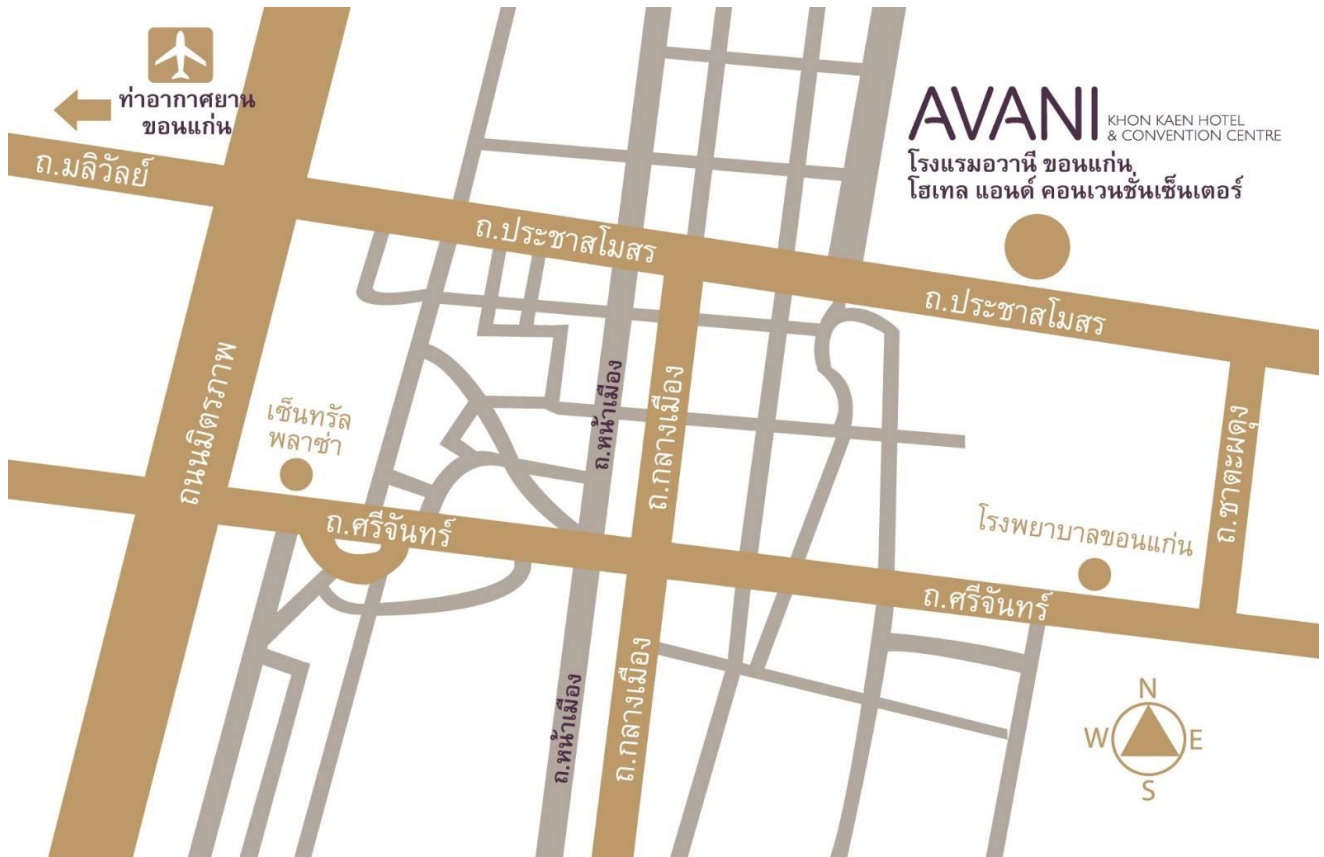 ท่าอากาศยาน
ขอนแก่น
AVANI
KHON KAEN HOTEL
& CONVENTION CENTRE
โรงแรมอวานี ขอนแก่น
โฮเทล แอนด์ คอนเวนชั่นเซ็นเตอร์
ถ.มลิวัลย์
ถ.ประชาสโมสร
ถ.ประชาสโมสร
ถนนมิตรภาพ
เซ็นทรัล
พลาซ่า
ถ.หน้าเมือง
ถ.กลางเมือง
ถ.ชาตะผดุง
ถ.ศรีจันทร์
โรงพยาบาลขอนแก่น
ถ.ศรีจันทร์
ถ.หน้าเมือง
ถ.กลางเมือง
N
W
E
S